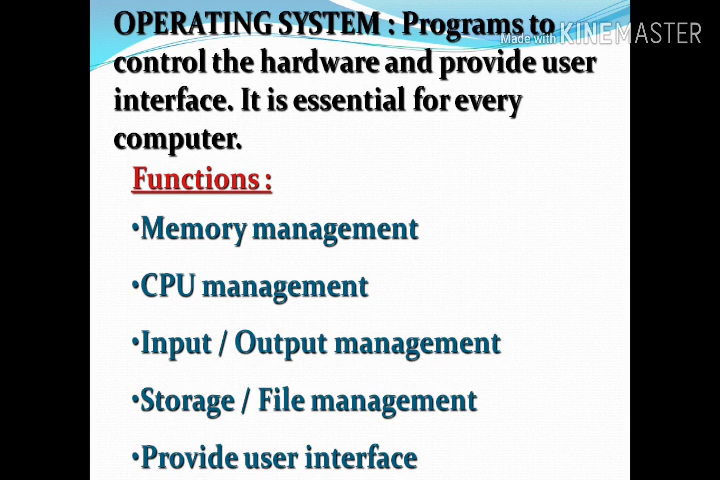 OPERATING SYSTEM : Programs to
Made with KINEMASTER
control the hardware and provide user
interface. It is essential for every
computer.
Functions :
•Memory management
•CPU management
•Input / Output management
•Storage / File management
•Provide user interface